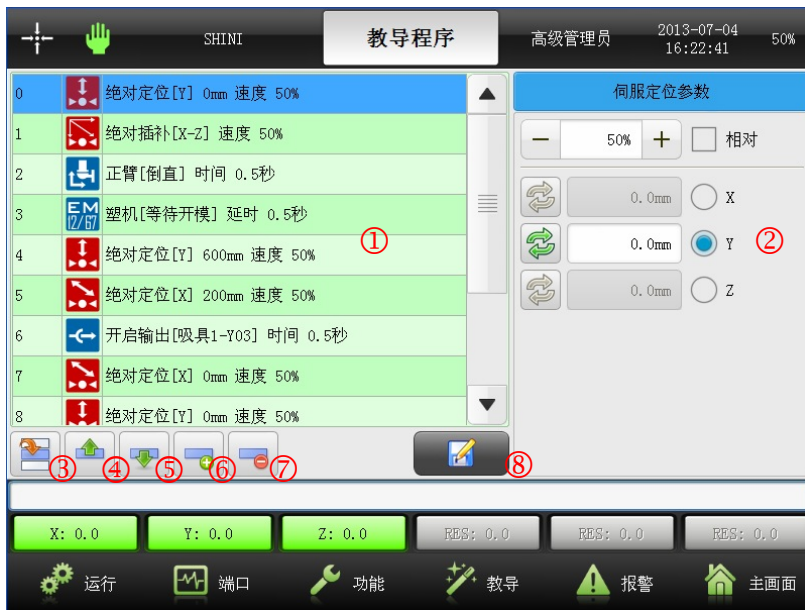 SHINI 教导程序 高级管理员 2013-07-04 16:22:41 50%
0 绝对定位[Y] 0mm 速度 50%
1 绝对插补[X-Z] 速度 50%
2 正臂[倒直] 时间 0.5秒
3 EM 12/67 塑机[等待开模] 延时 0.5秒
4 绝对定位[Y] 600mm 速度 50%
5 绝对定位[X] 200mm 速度 50%
6 开启输出[吸具1-Y03] 时间 0.5秒
7 绝对定位[X] 0mm 速度 50%
8 绝对定位[Y] 0mm 速度 50%
①
伺服定位参数
50% 相对
0.0mm X
0.0mm Y ②
0.0mm Z
③ ④ ⑤ ⑥ ⑦ ⑧
X: 0.0 Y: 0.0 Z: 0.0 RES: 0.0 RES: 0.0 RES: 0.0
运行 端口 功能 教导 报警 主画面